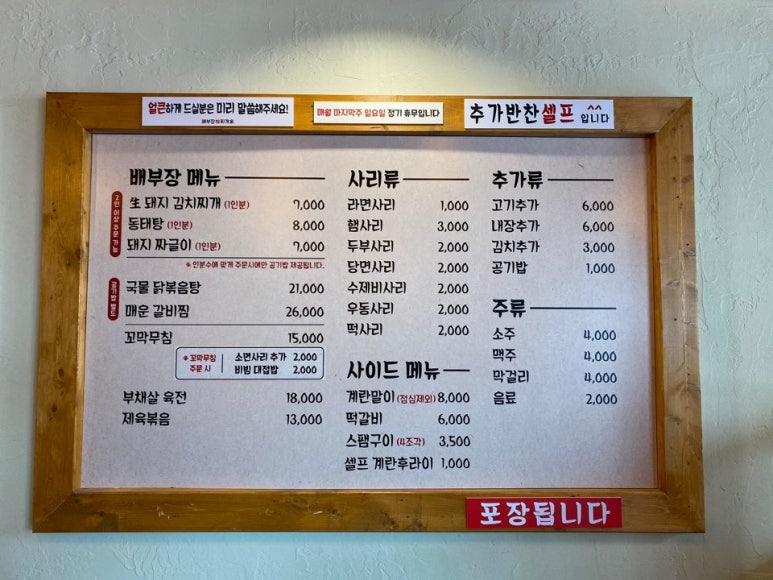 얼큰하게 드실분은 미리 말씀해주세요!
매월 마지막주 일요일 정기 휴무입니다
추가반찬 셀프 ^^ 입니다
배부장 메뉴
2인 이상 주문 가능
生 돼지 김치찌개 (1인분) 7,000
동태탕 (1인분) 8,000
돼지 짜글이 (1인분) 7,000
※ 인분수에 맞게 주문시에만 공기밥 제공됩니다.
공기밥 별도
국물 닭볶음탕 21,000
매운 갈비찜 26,000
꼬막무침 15,000
※ 꼬막무침 주문 시
소면사리 추가 2,000
비빔 대접밥 2,000
부채살 육전 18,000
제육볶음 13,000
사리류
라면사리 1,000
햄사리 3,000
두부사리 2,000
당면사리 2,000
수제비사리 2,000
우동사리 2,000
떡사리 2,000
사이드 메뉴
계란말이 (점심제외) 8,000
떡갈비 6,000
스팸구이 (4조각) 3,500
셀프 계란후라이 1,000
추가류
고기추가 6,000
내장추가 6,000
김치추가 3,000
공기밥 1,000
주류
소주 4,000
맥주 4,000
막걸리 4,000
음료 2,000
포장됩니다